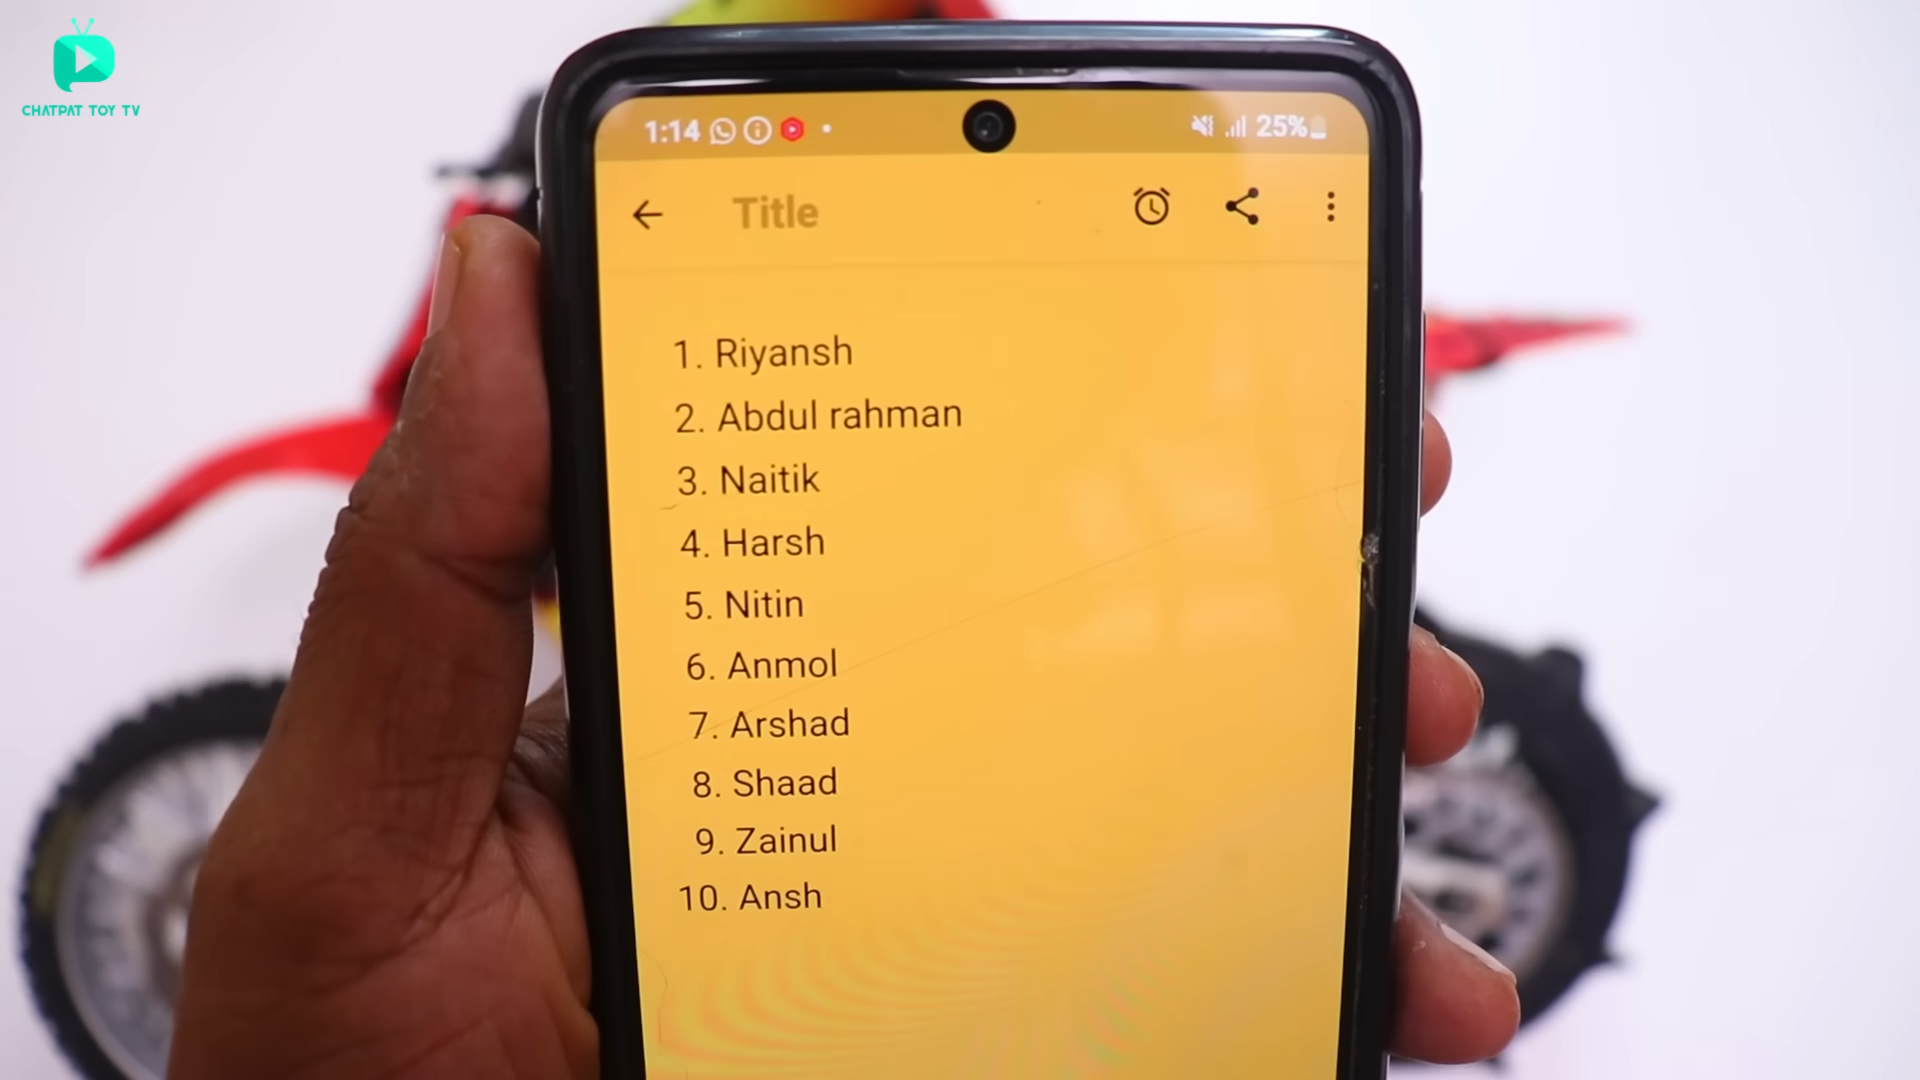 CHATPAT TOY TV
1:14 25%
Title
1. Riyansh
2. Abdul rahman
3. Naitik
4. Harsh
5. Nitin
6. Anmol
7. Arshad
8. Shaad
9. Zainul
10. Ansh